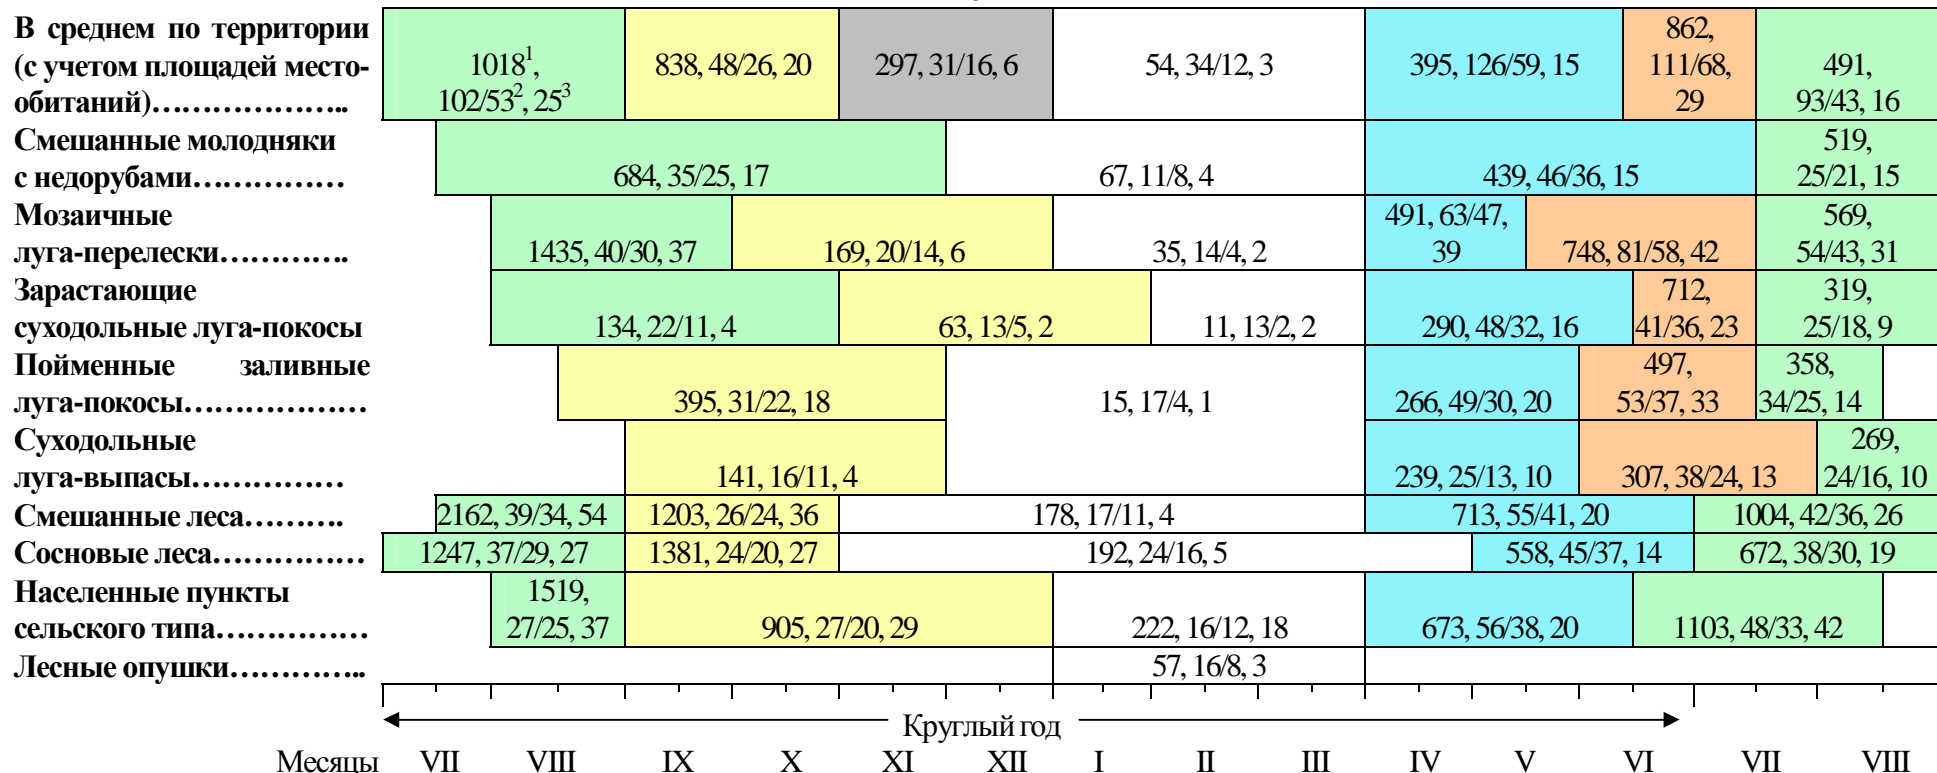 В среднем по территории
(с учетом площадей место-
обитаний)………………..
1018¹,
102/53², 25³
838, 48/26, 20
297, 31/16, 6
54, 34/12, 3
395, 126/59, 15
862,
111/68,
29
491,
93/43, 16
Смешанные молодняки
с недорубами……………
684, 35/25, 17
67, 11/8, 4
439, 46/36, 15
519,
25/21, 15
Мозаичные
луга-перелески………….
1435, 40/30, 37
169, 20/14, 6
35, 14/4, 2
491, 63/47,
39
748, 81/58, 42
569,
54/43, 31
Зарастающие
суходольные луга-покосы
134, 22/11, 4
63, 13/5, 2
11, 13/2, 2
290, 48/32, 16
712,
41/36, 23
319,
25/18, 9
Пойменные заливные
луга-покосы………………
395, 31/22, 18
15, 17/4, 1
266, 49/30, 20
497,
53/37, 33
358,
34/25, 14
Суходольные
луга-выпасы……………
141, 16/11, 4
239, 25/13, 10
307, 38/24, 13
269,
24/16, 10
Смешанные леса……….
2162, 39/34, 54
1203, 26/24, 36
178, 17/11, 4
713, 55/41, 20
1004, 42/36, 26
Сосновые леса……………
1247, 37/29, 27
1381, 24/20, 27
192, 24/16, 5
558, 45/37, 14
672, 38/30, 19
Населенные пункты
сельского типа……………
1519,
27/25, 37
905, 27/20, 29
222, 16/12, 18
673, 56/38, 20
1103, 48/33, 42
Лесные опушки…………..
57, 16/8, 3
Круглый год
Месяцы VII VIII IX X XI XII I II III IV V VI VII VIII